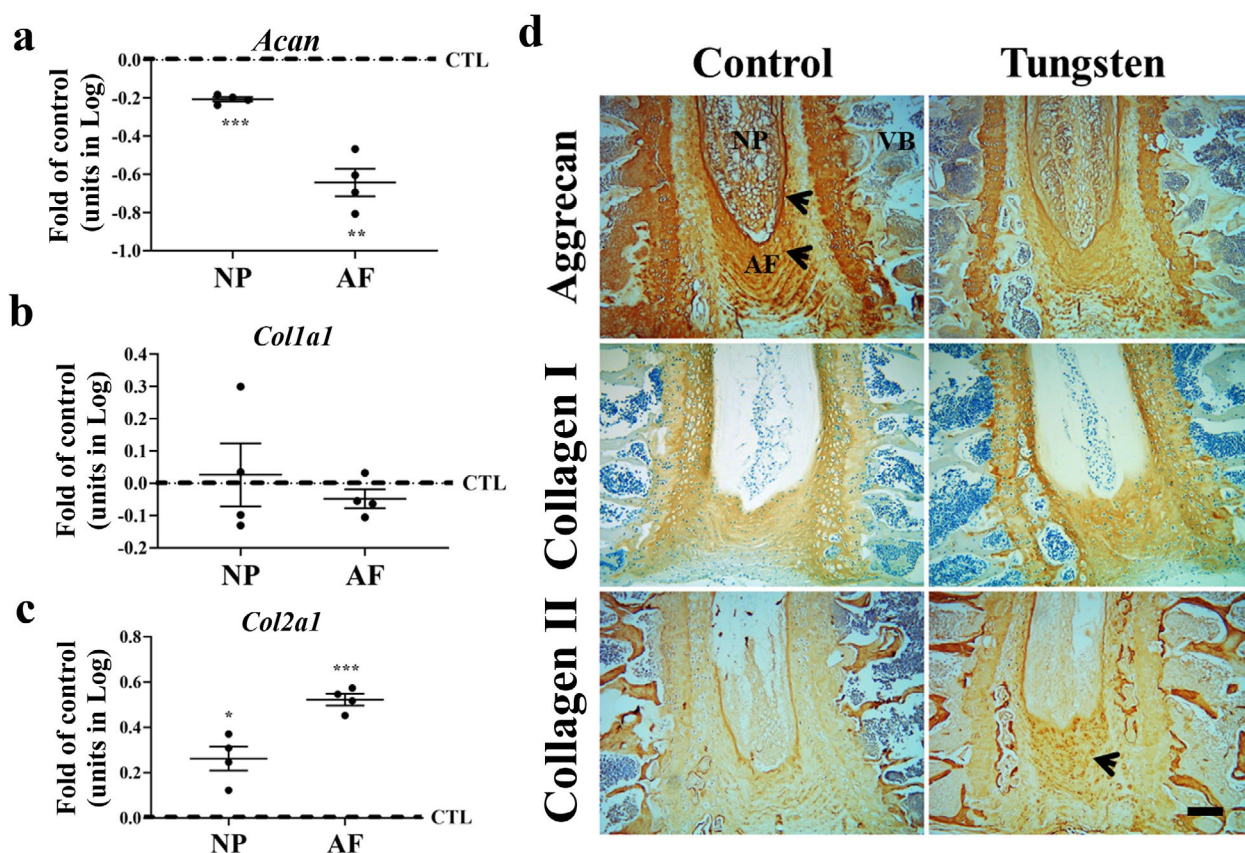 a
Acan
Fold of control
(units in Log)
0.0
-0.2
-0.4
-0.6
-0.8
-1.0
CTL
***
**
NP
AF
b
Col1a1
Fold of control
(units in Log)
0.4
0.3
0.2
0.1
0.0
-0.1
-0.2
CTL
NP
AF
c
Col2a1
Fold of control
(units in Log)
0.8
0.6
0.4
0.2
0.0
*
***
CTL
NP
AF
d
Control
Tungsten
Aggrecan
NP
AF
VB
Collagen I
Collagen II